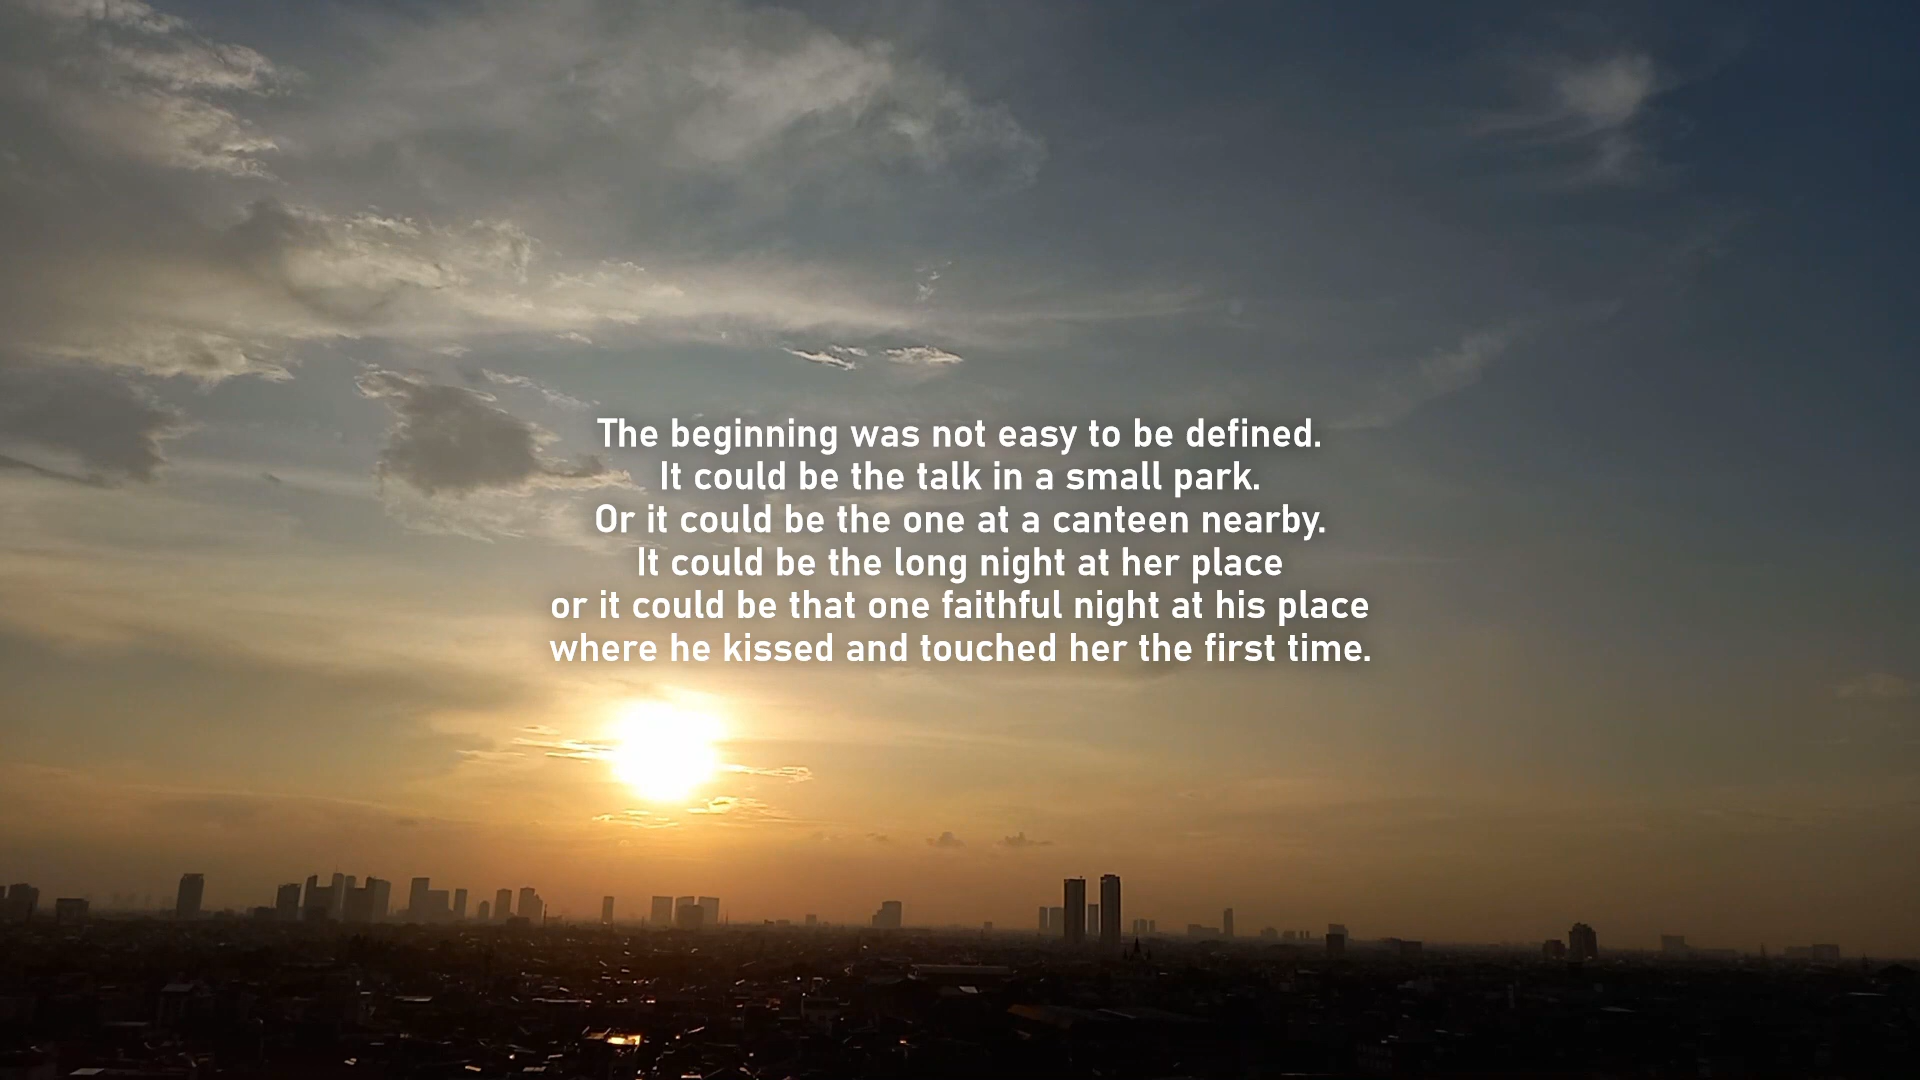 The beginning was not easy to be defined.
It could be the talk in a small park.
Or it could be the one at a canteen nearby.
It could be the long night at her place
or it could be that one faithful night at his place
where he kissed and touched her the first time.